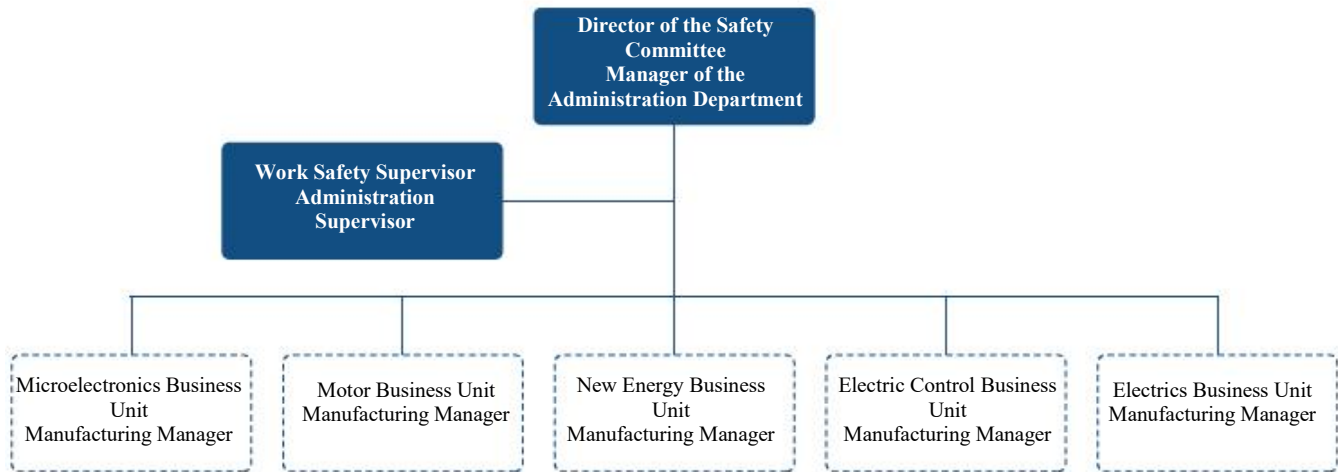 Director of the Safety
Committee
Manager of the
Administration Department
Work Safety Supervisor
Administration
Supervisor
Microelectronics Business
Unit
Manufacturing Manager
Motor Business Unit
Manufacturing Manager
New Energy Business
Unit
Manufacturing Manager
Electric Control Business
Unit
Manufacturing Manager
Electrics Business Unit
Manufacturing Manager